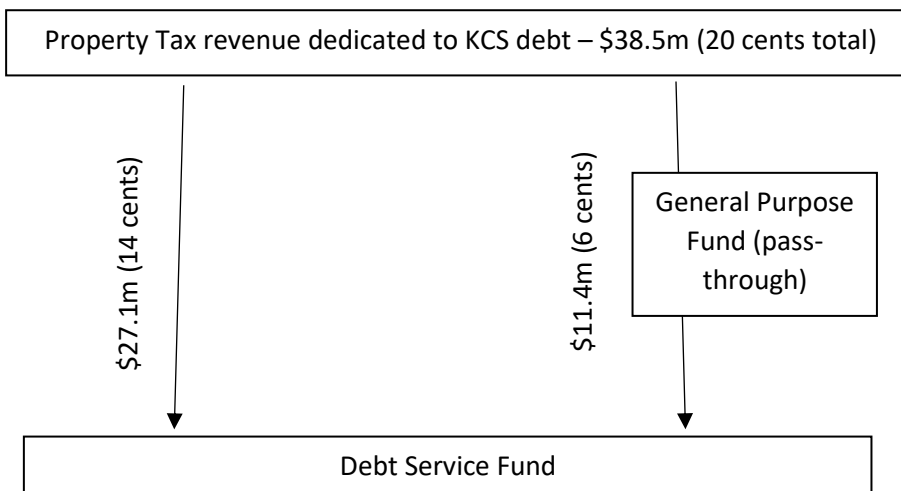 Property Tax revenue dedicated to KCS debt – $38.5m (20 cents total)
$27.1m (14 cents)
$11.4m (6 cents)
General Purpose
Fund (pass-
through)
Debt Service Fund